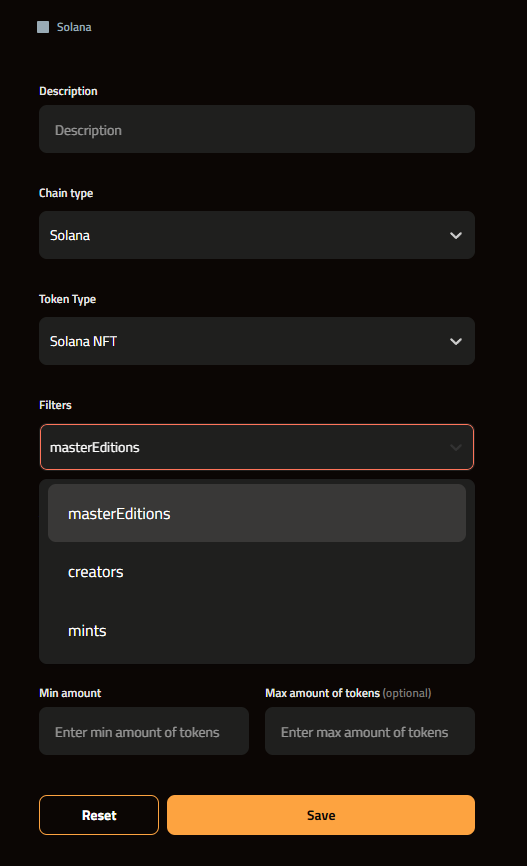 Solana
Description
Description
Chain type
Solana
Token Type
Solana NFT
Filters
masterEditions
masterEditions
creators
mints
Min amount
Max amount of tokens (optional)
Enter min amount of tokens
Enter max amount of tokens
Reset
Save